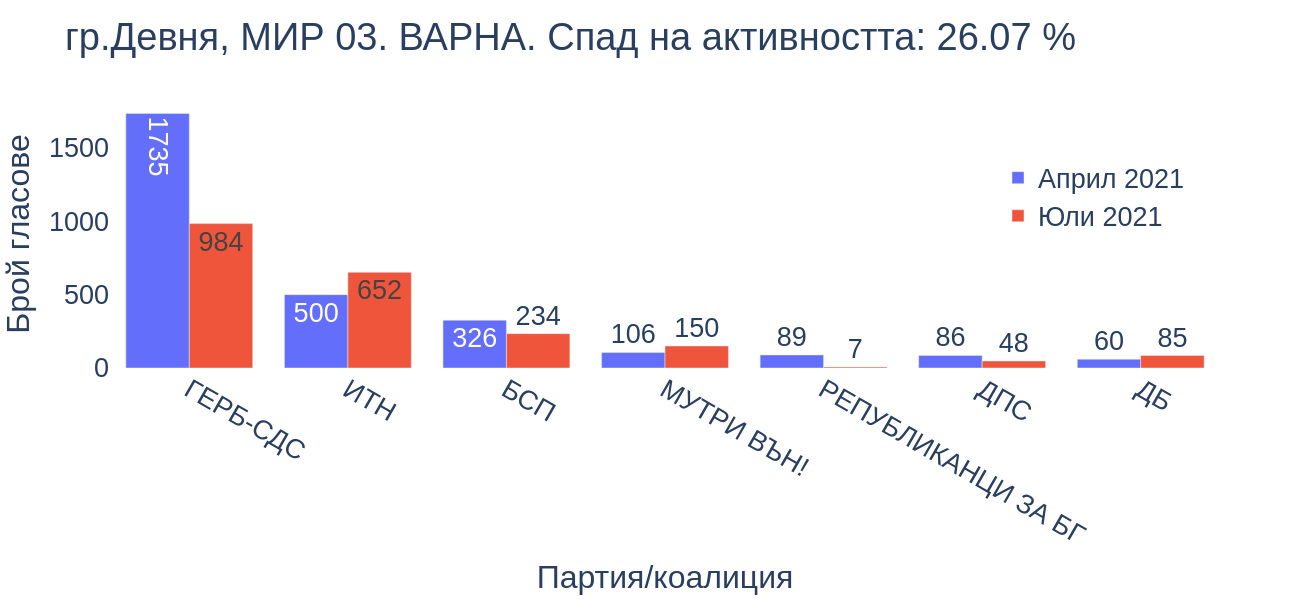 гр.Девня, МИР 03. ВАРНА. Спад на активността: 26.07 %
Брой гласове
1500
1000
500
0
1735
984
500
652
326
234
106
150
89
7
86
48
60
85
Април 2021
Юли 2021
ГЕРБ-СДС
ИТН
БСП
МУТРИ ВЪН!
РЕПУБЛИКАНЦИ ЗА БГ
ДПС
ДБ
Партия/коалиция